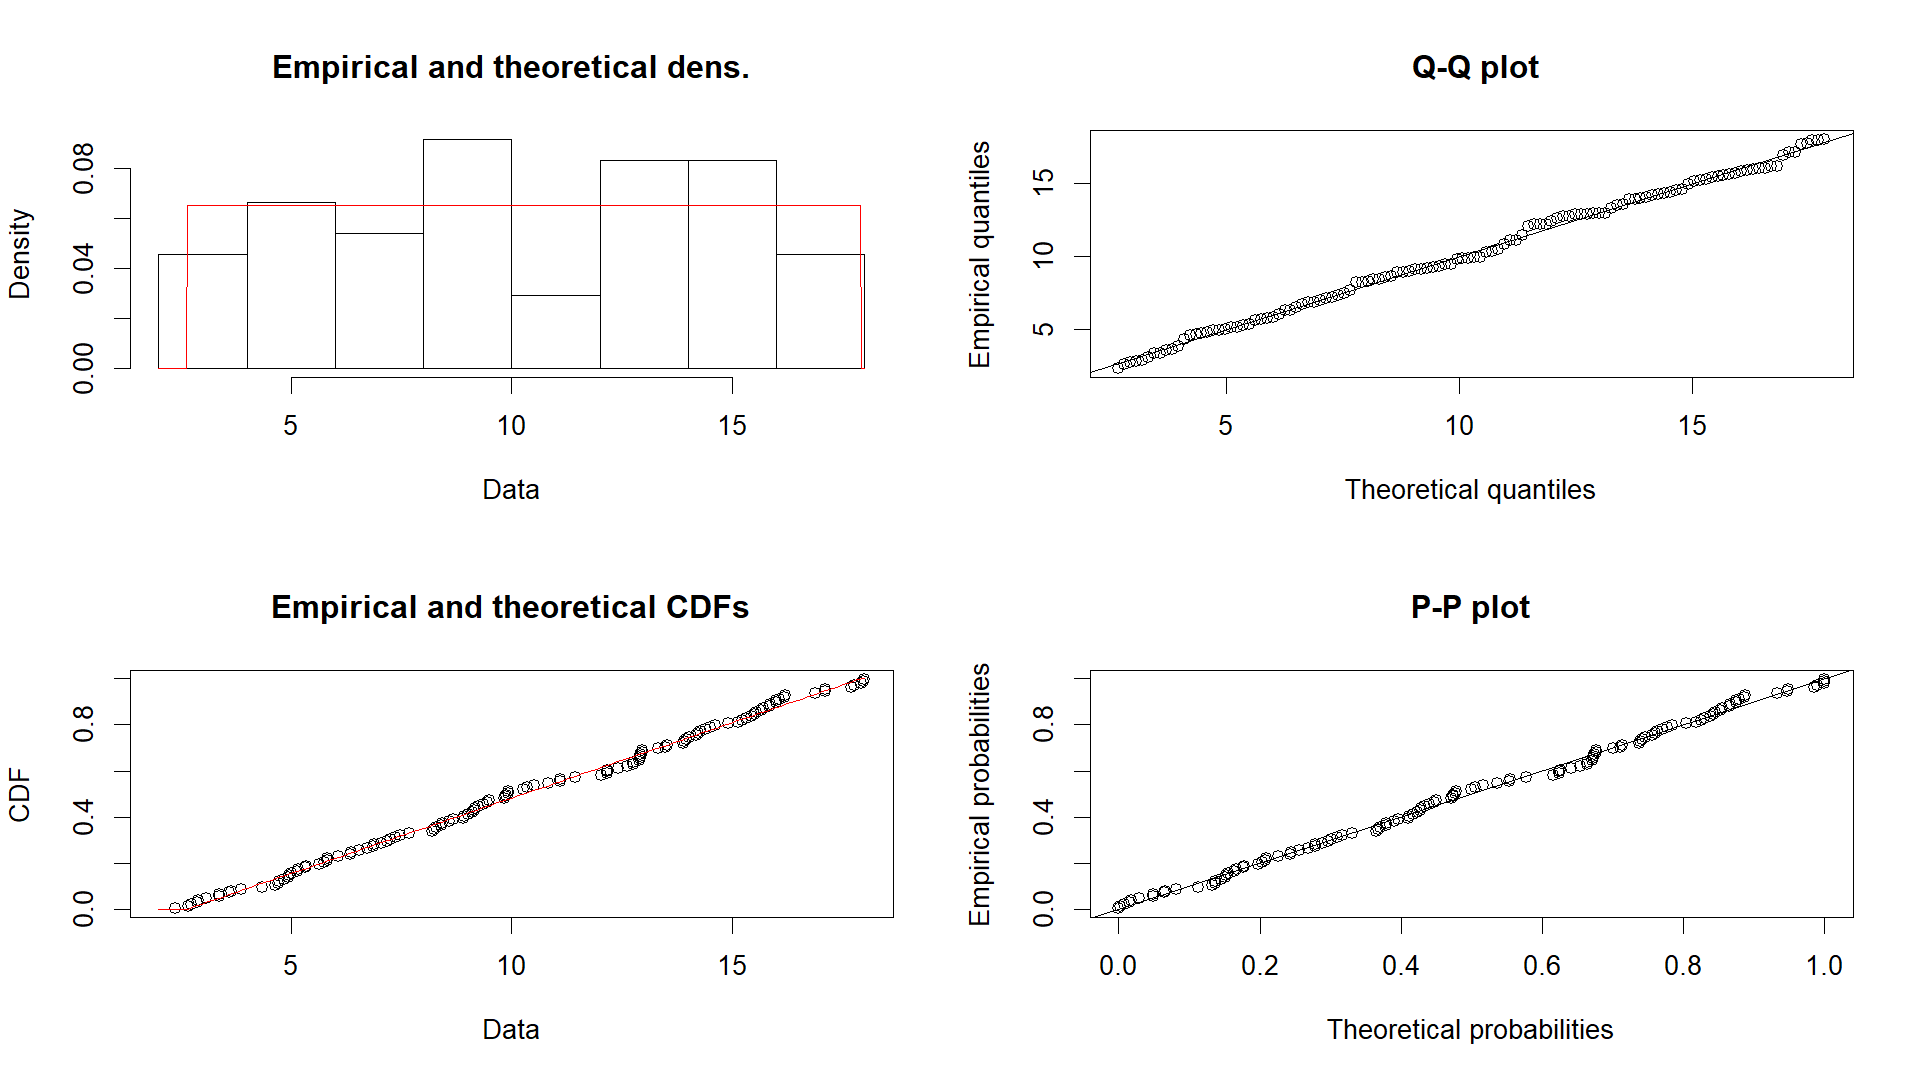 Empirical and theoretical dens.
Density
0.00 0.04 0.08
5 10 15
Data
Q-Q plot
Empirical quantiles
5 10 15
5 10 15
Theoretical quantiles
Empirical and theoretical CDFs
CDF
0.0 0.4 0.8
5 10 15
Data
P-P plot
Empirical probabilities
0.0 0.4 0.8
0.0 0.2 0.4 0.6 0.8 1.0
Theoretical probabilities